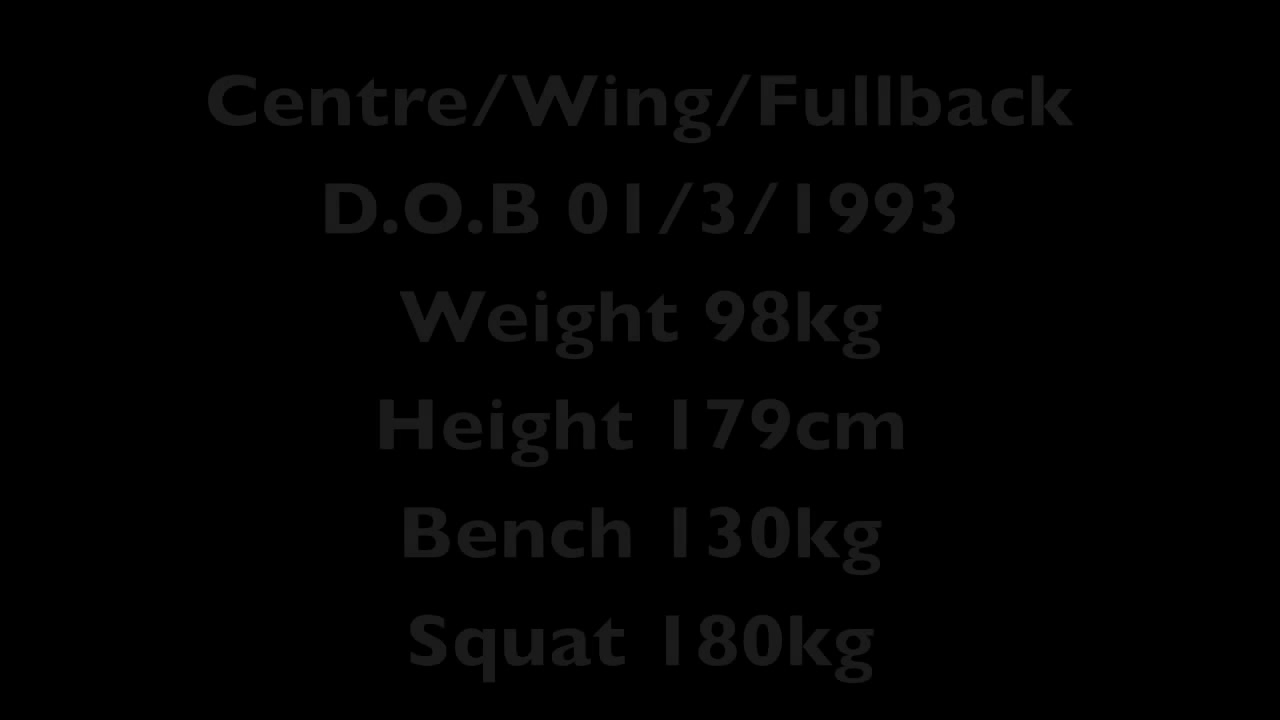 Centre/Wing/Fullback
D.O.B 01/3/1993
Weight 98kg
Height 179cm
Bench 130kg
Squat 180kg